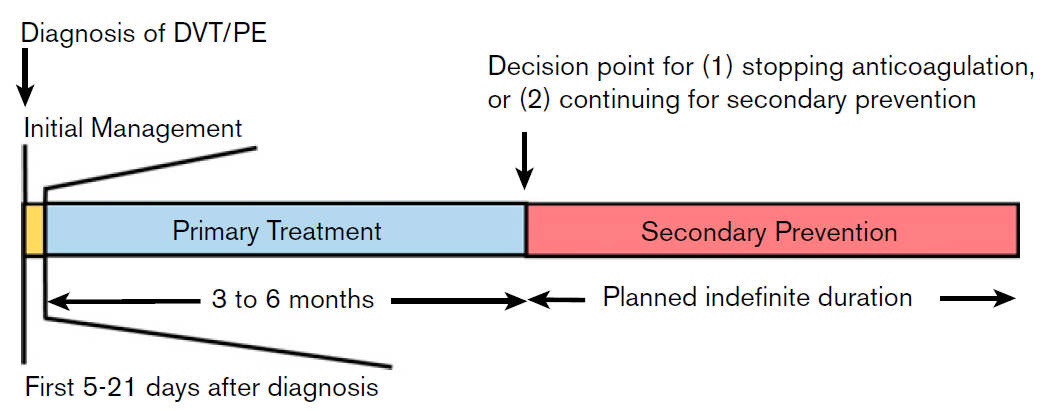 Diagnosis of DVT/PE
Decision point for (1) stopping anticoagulation,
or (2) continuing for secondary prevention
Initial Management
Primary Treatment
Secondary Prevention
3 to 6 months
Planned indefinite duration
First 5-21 days after diagnosis